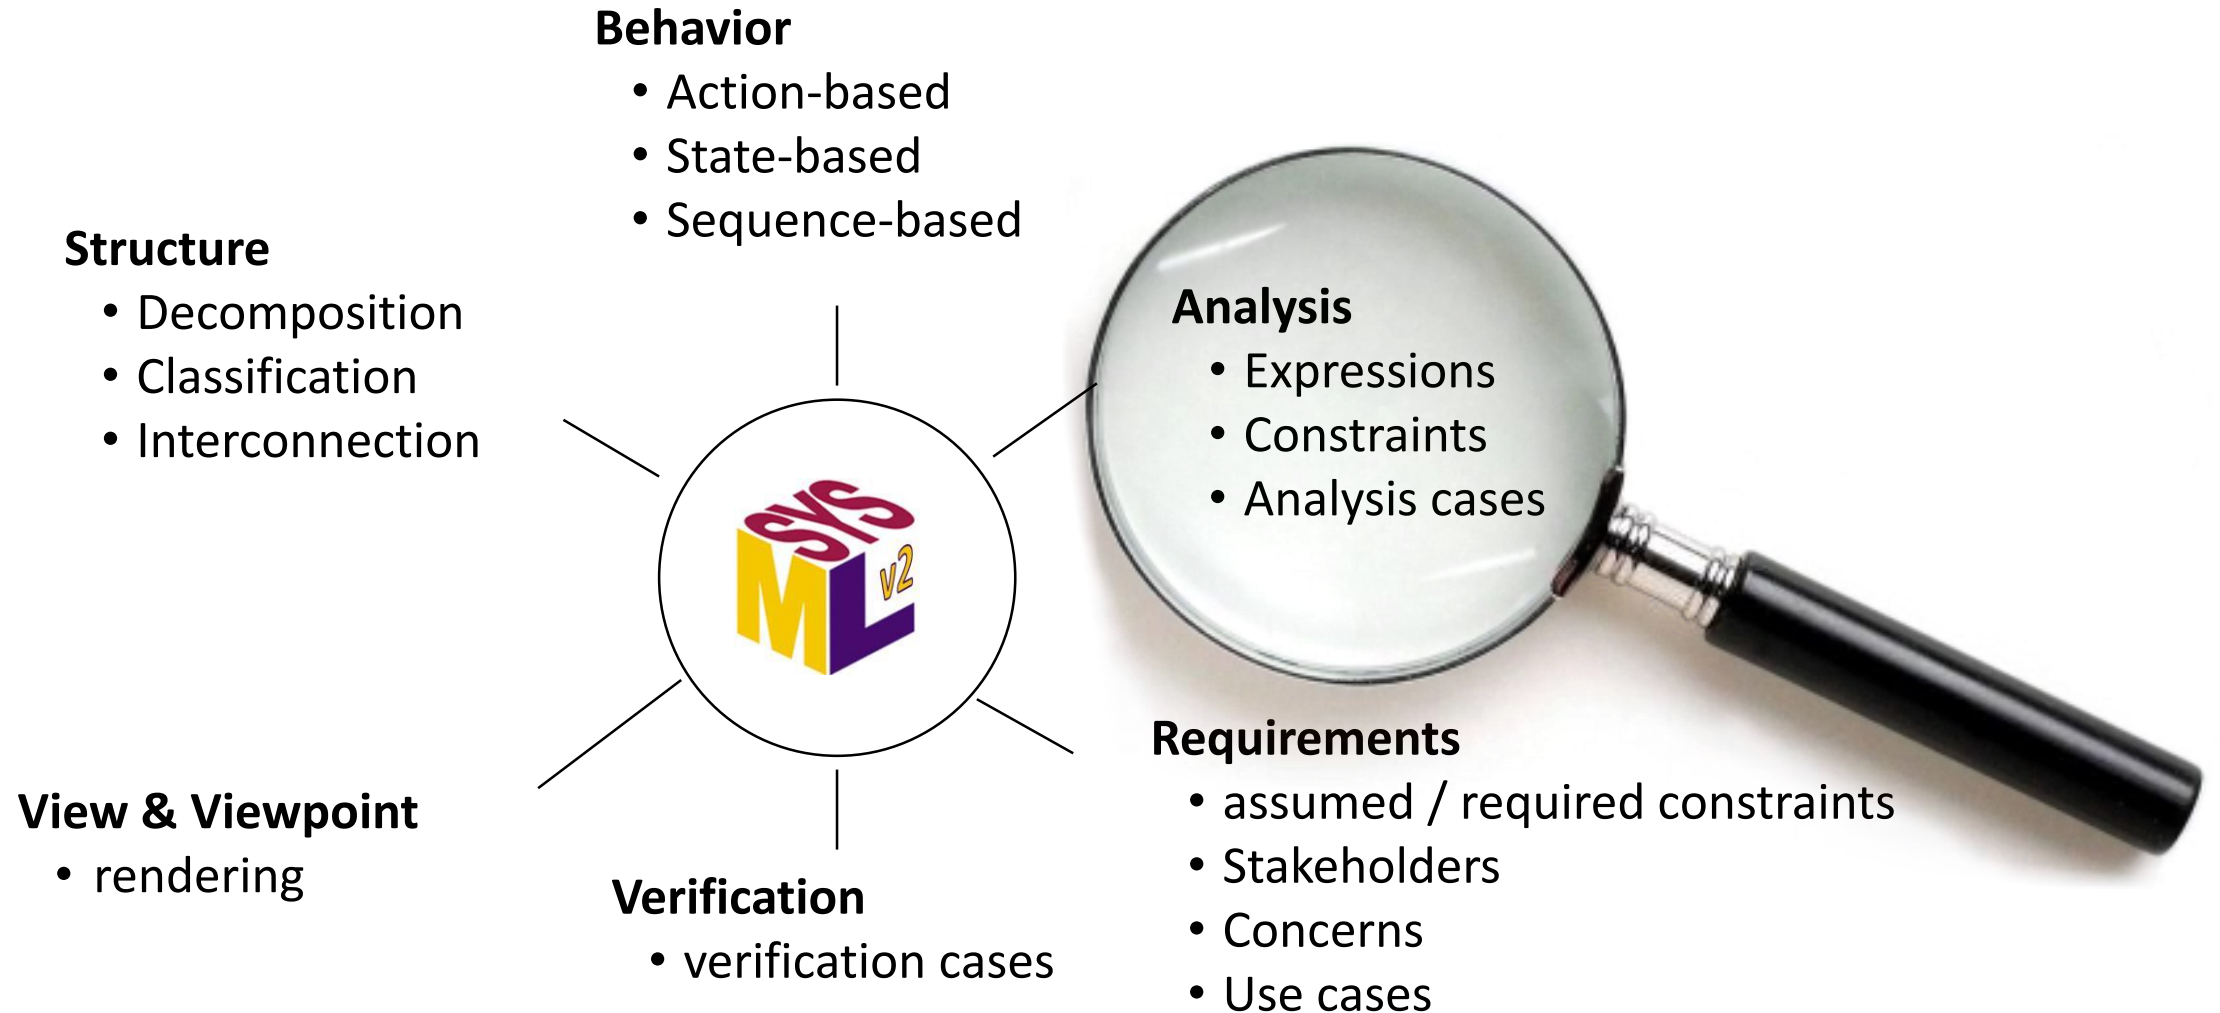 Behavior
• Action-based
• State-based
• Sequence-based
Structure
• Decomposition
• Classification
• Interconnection
Analysis
• Expressions
• Constraints
• Analysis cases
SYS
ML
v2
View & Viewpoint
• rendering
Verification
• verification cases
Requirements
• assumed / required constraints
• Stakeholders
• Concerns
• Use cases